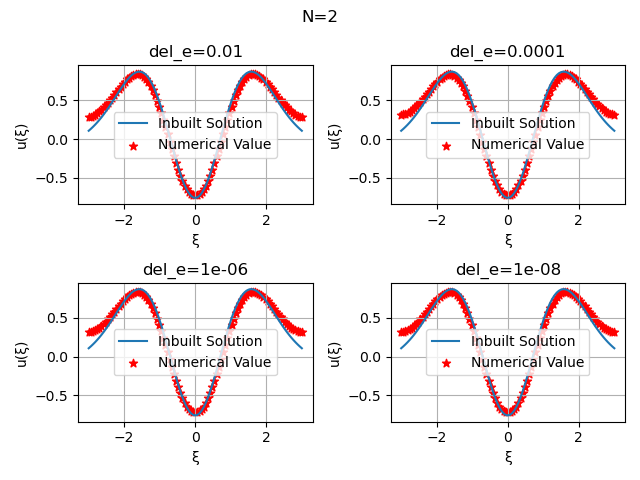 N=2
del_e=0.01
u(ξ)
0.5
0.0
−0.5
Inbuilt Solution
Numerical Value
−2
0
2
ξ
del_e=0.0001
u(ξ)
0.5
0.0
−0.5
Inbuilt Solution
Numerical Value
−2
0
2
ξ
del_e=1e-06
u(ξ)
0.5
0.0
−0.5
Inbuilt Solution
Numerical Value
−2
0
2
ξ
del_e=1e-08
u(ξ)
0.5
0.0
−0.5
Inbuilt Solution
Numerical Value
−2
0
2
ξ